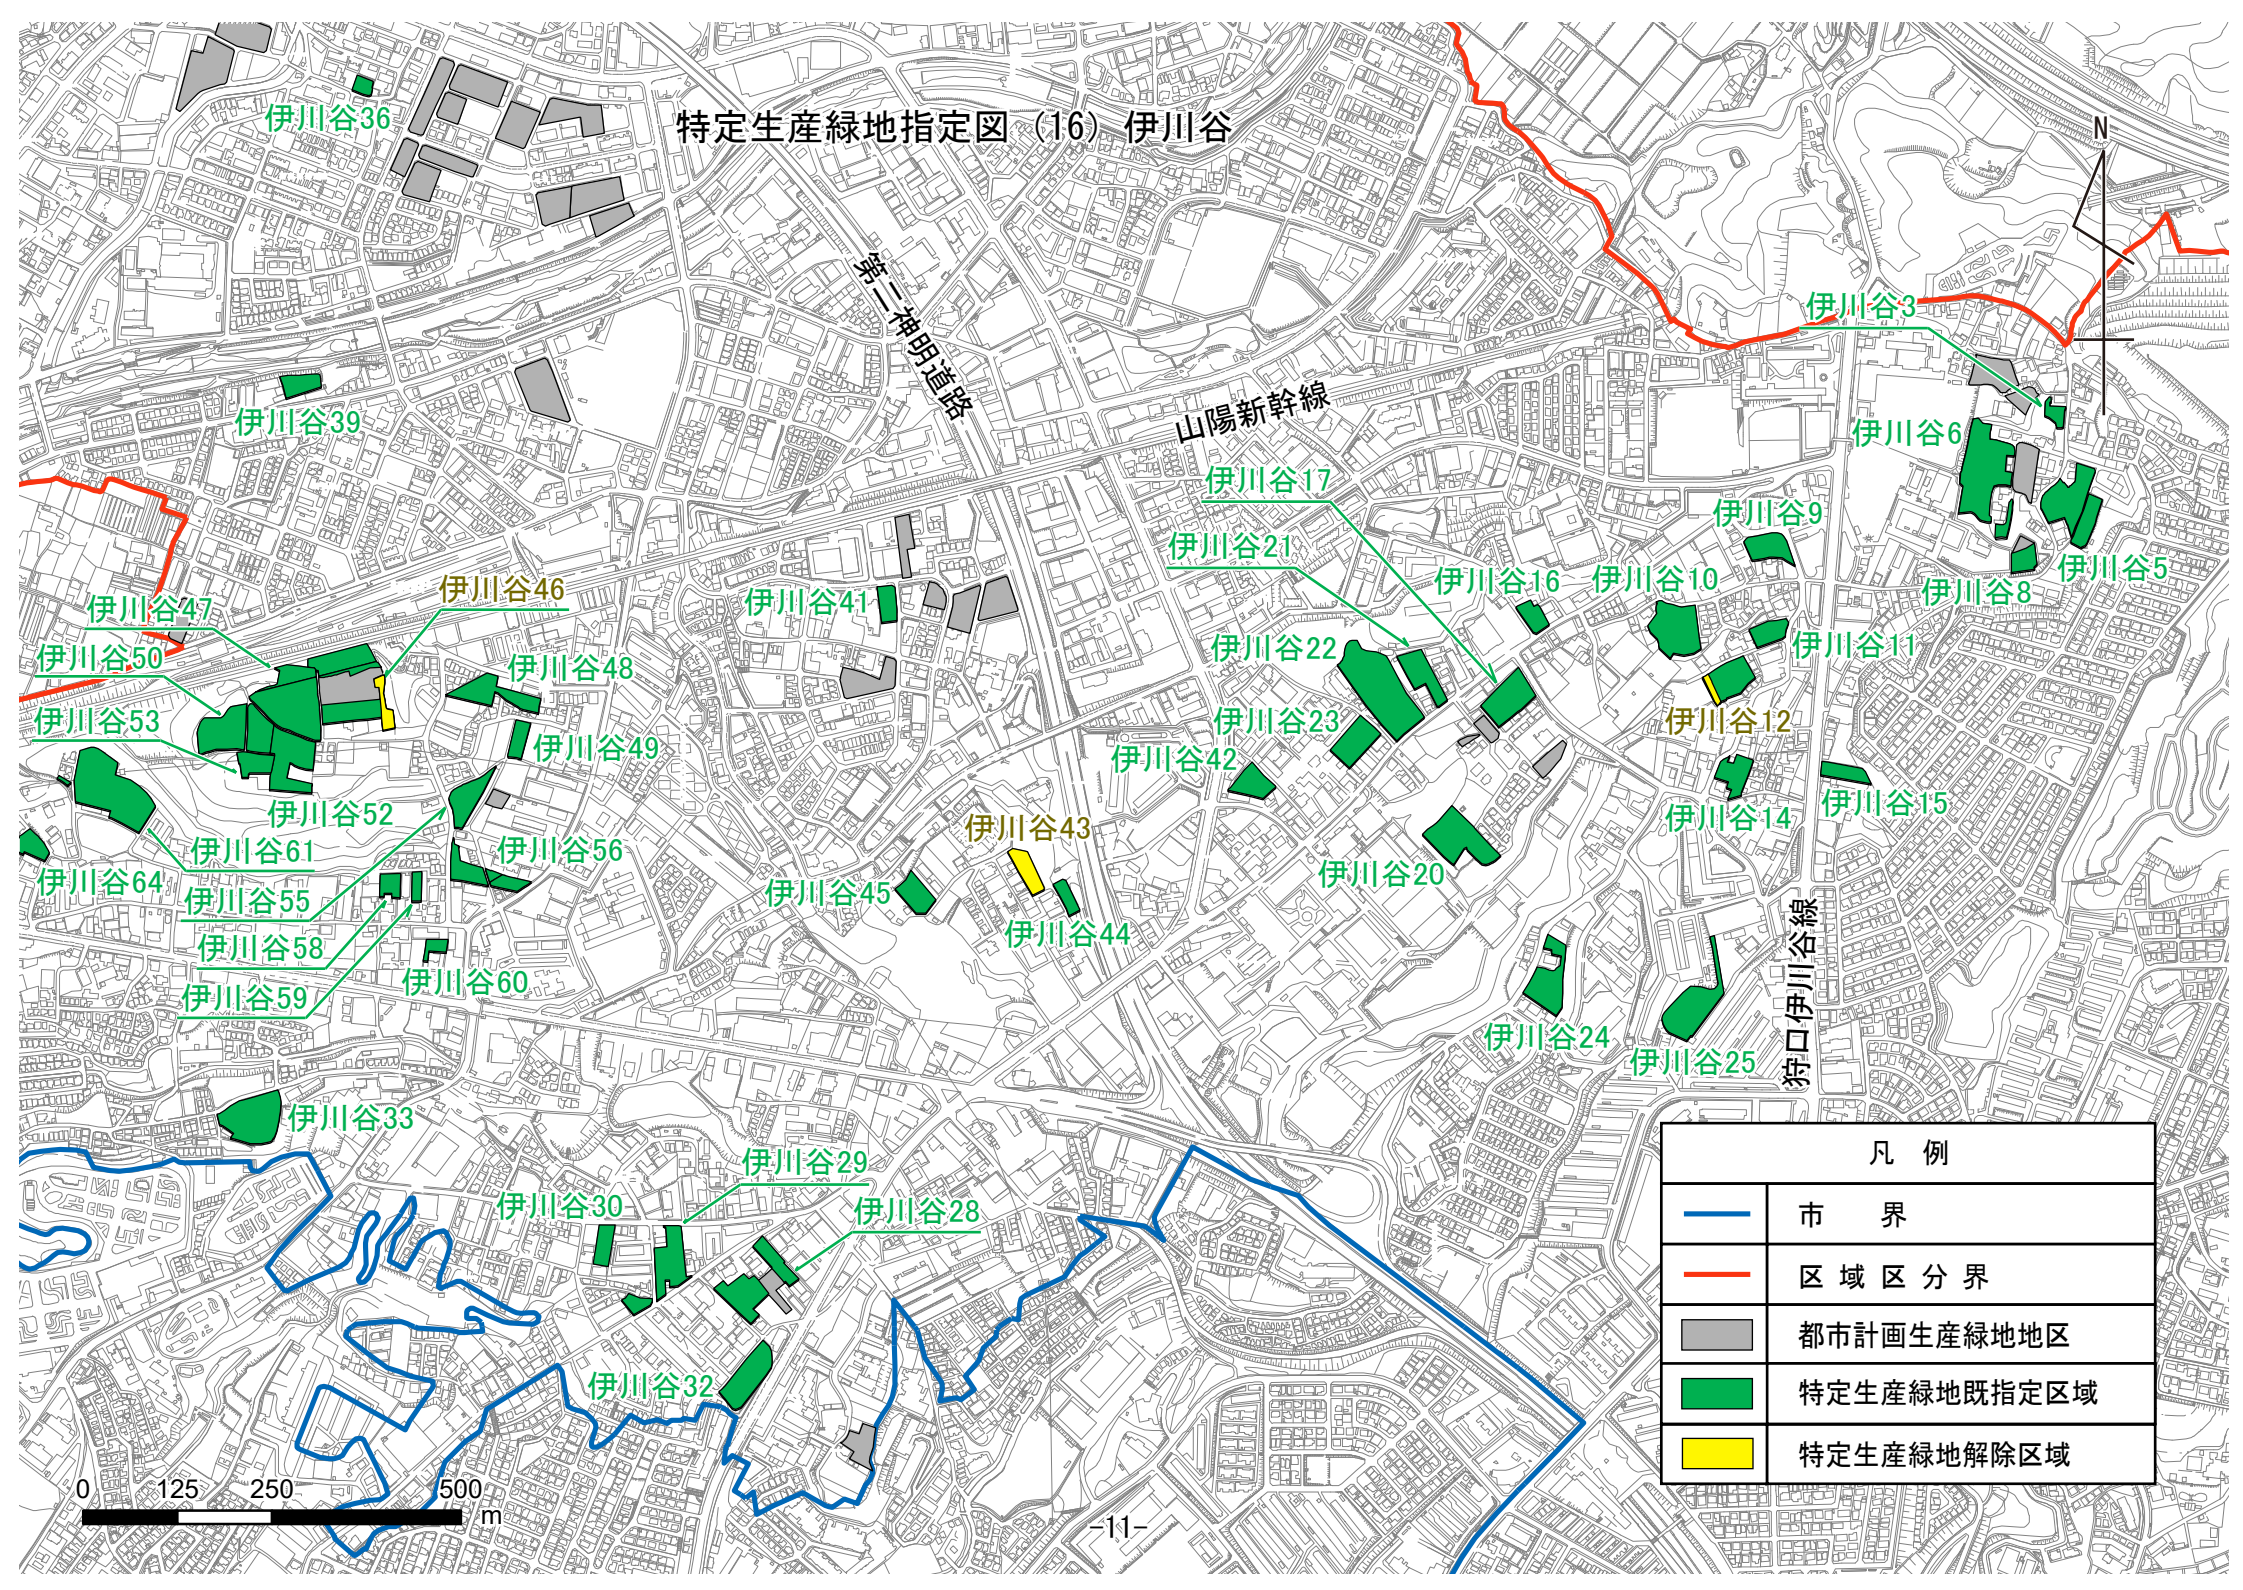 特定生産緑地指定図 (16) 伊川谷
N
伊川谷36
第二神明道路
伊川谷3
山陽新幹線
伊川谷39
伊川谷6
伊川谷17
伊川谷9
伊川谷21
伊川谷5
伊川谷16
伊川谷10
伊川谷8
伊川谷46
伊川谷41
伊川谷47
伊川谷11
伊川谷22
伊川谷50
伊川谷48
伊川谷53
伊川谷23
伊川谷12
伊川谷49
伊川谷42
伊川谷52
伊川谷15
伊川谷14
伊川谷43
伊川谷61
伊川谷56
伊川谷20
伊川谷64
伊川谷45
伊川谷55
伊川谷44
伊川谷58
伊川谷60
伊川谷59
狩口伊川谷線
伊川谷24
伊川谷25
伊川谷33
伊川谷29
伊川谷30
伊川谷28
伊川谷32
凡 例
市 界
区域区分界
都市計画生産緑地地区
特定生産緑地既指定区域
特定生産緑地解除区域
0 125 250 500
m
-11-